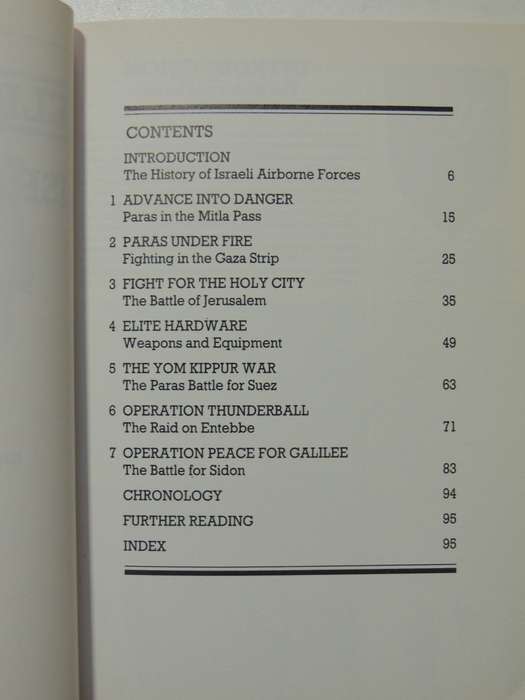 CONTENTS
INTRODUCTION
The History of Israeli Airborne Forces 6
1 ADVANCE INTO DANGER
Paras in the Mitla Pass 15
2 PARAS UNDER FIRE
Fighting in the Gaza Strip 25
3 FIGHT FOR THE HOLY CITY
The Battle of Jerusalem 35
4 ELITE HARDWARE
Weapons and Equipment 49
5 THE YOM KIPPUR WAR
The Paras Battle for Suez 63
6 OPERATION THUNDERBALL
The Raid on Entebbe 71
7 OPERATION PEACE FOR GALILEE
The Battle for Sidon 83
CHRONOLOGY 94
FURTHER READING 95
INDEX 95